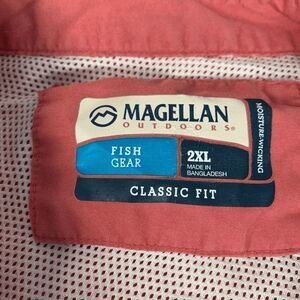 MAGELLAN
OUTDOORS®
FISH
GEAR
2XL
MADE IN
BANGLADESH
MOISTURE-WICKING
CLASSIC FIT